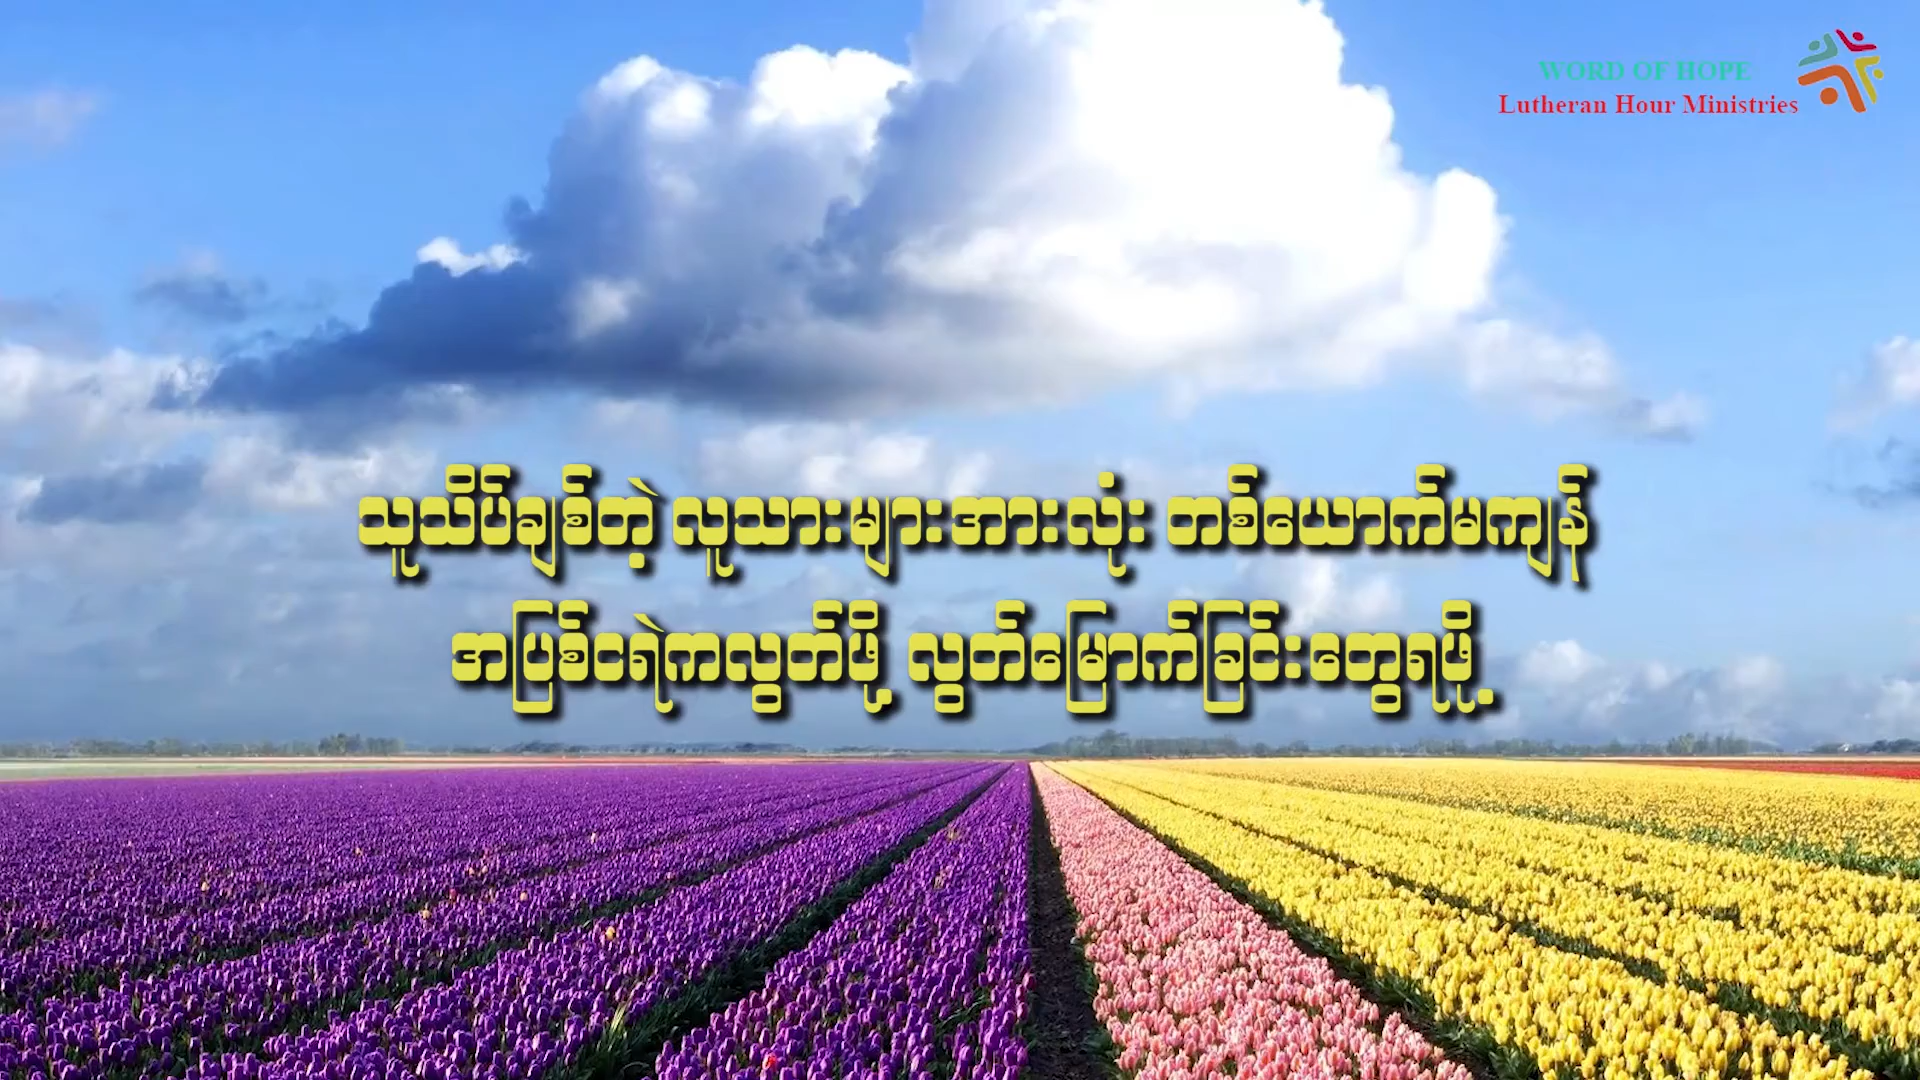 WORD OF HOPE
Lutheran Hour Ministries
သူသိပ်ချစ်တဲ့ လူသားများအားလုံး တစ်ယောက်မကျန်
အပြစ်ငရဲကလွတ်ဖို့ လွတ်မြောက်ခြင်းတွေရဖို့